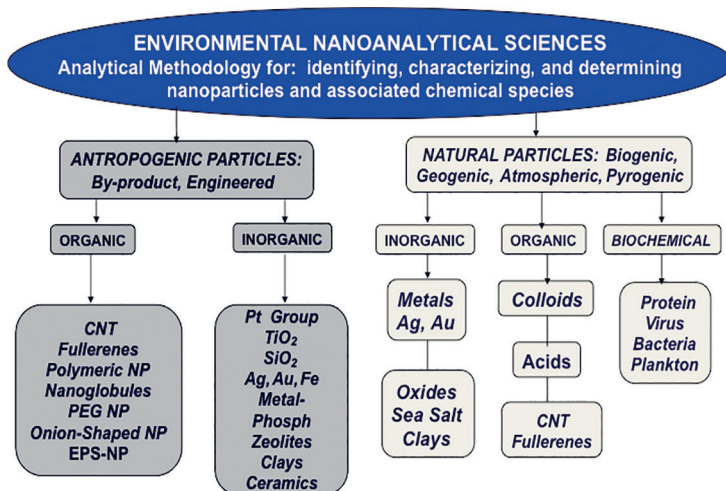 ENVIRONMENTAL NANOANALYTICAL SCIENCES
Analytical Methodology for: identifying, characterizing, and determining
nanoparticles and associated chemical species
ANTROPOGENIC PARTICLES:
By-product, Engineered
NATURAL PARTICLES: Biogenic,
Geogenic, Atmospheric, Pyrogenic
ORGANIC
INORGANIC
INORGANIC
ORGANIC
BIOCHEMICAL
CNT
Fullerenes
Polymeric NP
Nanoglobules
PEG NP
Onion-Shaped NP
EPS-NP
Pt Group
TiO₂
SiO₂
Ag, Au, Fe
Metal-
Phosph
Zeolites
Clays
Ceramics
Metals
Ag, Au
Oxides
Sea Salt
Clays
Colloids
Acids
CNT
Fullerenes
Protein
Virus
Bacteria
Plankton